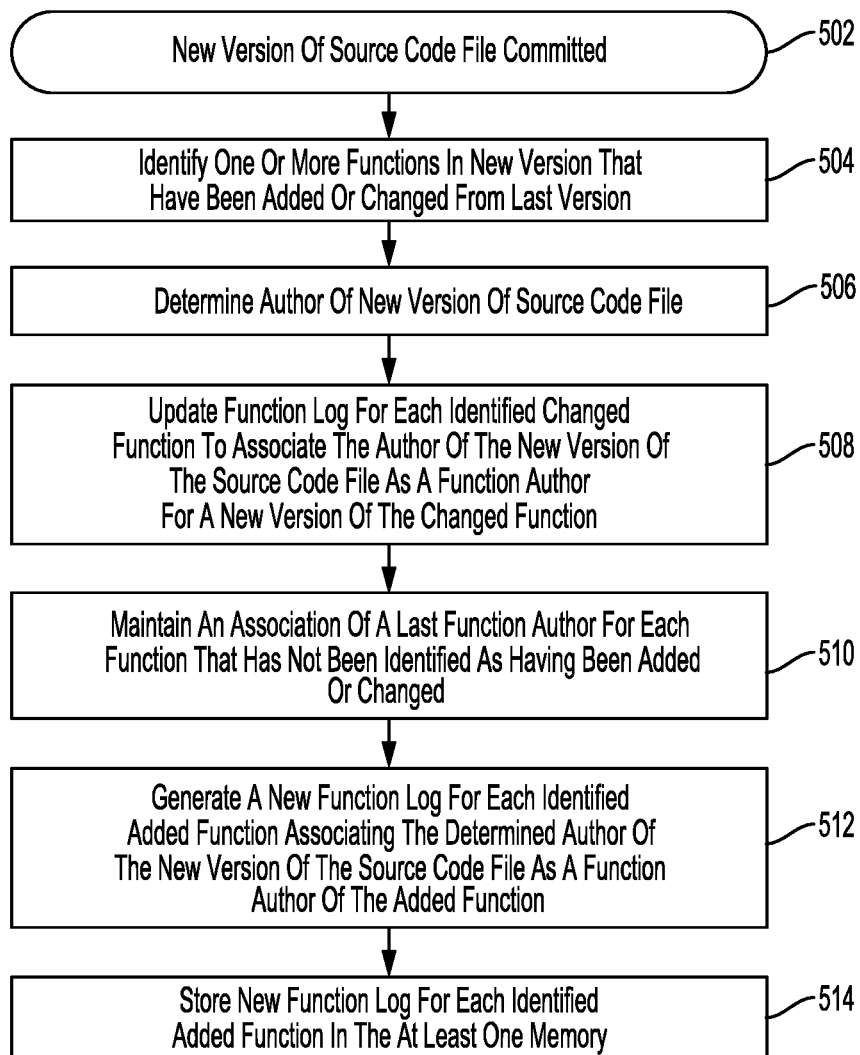 New Version Of Source Code File Committed
502
Identify One Or More Functions In New Version That
Have Been Added Or Changed From Last Version
504
Determine Author Of New Version Of Source Code File
506
Update Function Log For Each Identified Changed
Function To Associate The Author Of The New Version Of
The Source Code File As A Function Author
For A New Version Of The Changed Function
508
Maintain An Association Of A Last Function Author For Each
Function That Has Not Been Identified As Having Been Added
Or Changed
510
Generate A New Function Log For Each Identified
Added Function Associating The Determined Author Of
The New Version Of The Source Code File As A Function
Author Of The Added Function
512
Store New Function Log For Each Identified
Added Function In The At Least One Memory
514